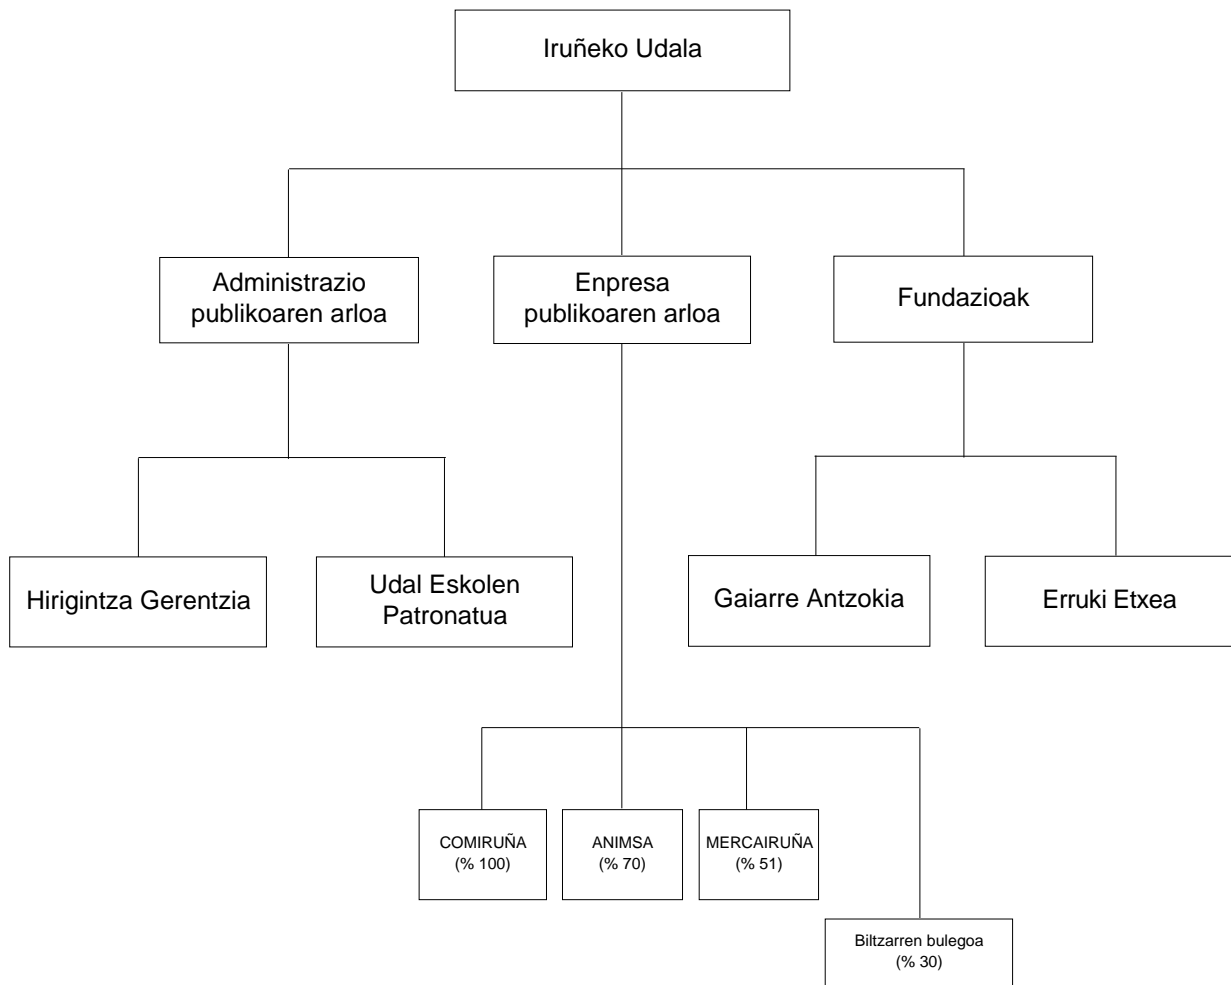 Iruñeko Udala
Administrazio
publikoaren arloa
Enpresa
publikoaren arloa
Fundazioak
Hirigintza Gerentzia
Udal Eskolen
Patronatua
Gaiarre Antzokia
Erruki Etxea
COMIRUÑA
(% 100)
ANIMSA
(% 70)
MERCAIRUÑA
(% 51)
Biltzarren bulegoa
(% 30)